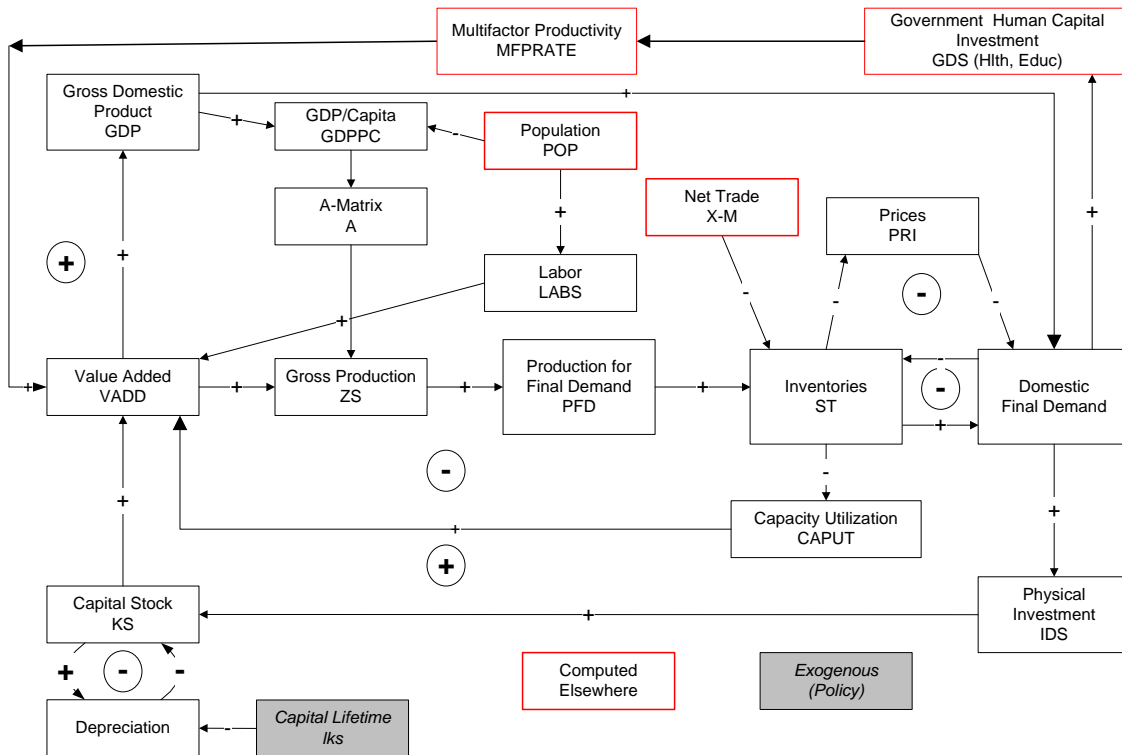 Multifactor Productivity
MFPRATE
Government  Human Capital
Investment
GDS (Hlth, Educ)
Gross Domestic
Product
GDP
+
+
GDP/Capita
GDPPC
-
Population
POP
A-Matrix
A
+
Net Trade
X-M
Prices
PRI
+
+
+
Labor
LABS
-
-
-
-
+
+
Value Added
VADD
+
Gross Production
ZS
+
Production for
Final Demand
PFD
+
Inventories
ST
-
-
+
Domestic
Final Demand
-
-
+
+
+
Capacity Utilization
CAPUT
+
Capital Stock
KS
+
Physical
Investment
IDS
+
-
-
Computed
Elsewhere
Exogenous
(Policy)
Depreciation
-
Capital Lifetime
lks